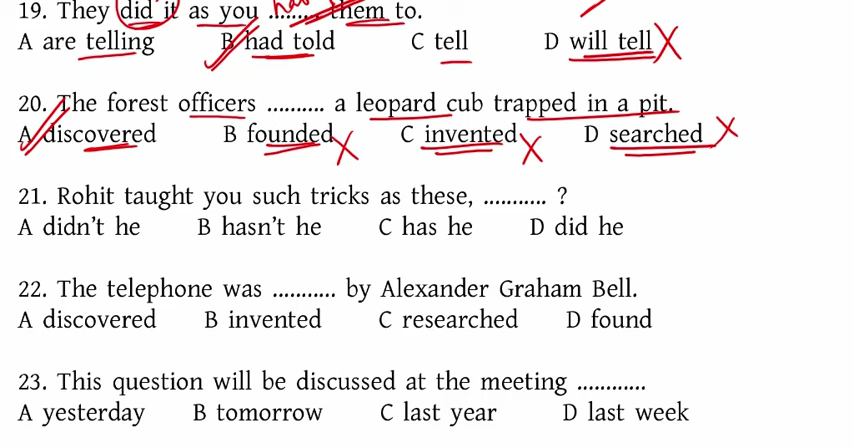 19. They did it as you .......... them to.
A are telling B had told C tell D will tell
20. The forest officers .......... a leopard cub trapped in a pit.
A discovered B founded C invented D searched
21. Rohit taught you such tricks as these, ........... ?
A didn't he B hasn't he C has he D did he
22. The telephone was ........... by Alexander Graham Bell.
A discovered B invented C researched D found
23. This question will be discussed at the meeting ............
A yesterday B tomorrow C last year D last week